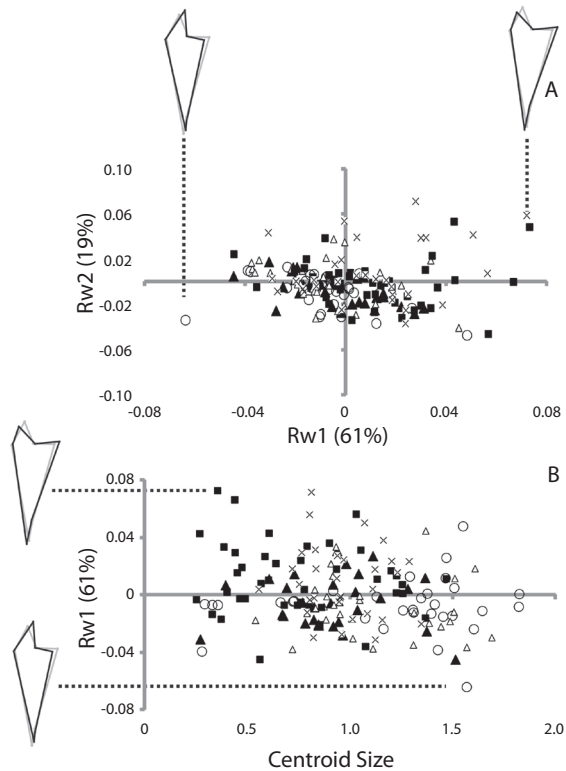 A
0.10
0.06
0.02
-0.02
-0.06
-0.10
Rw2 (19%)
-0.08 -0.04 0 0.04 0.08
Rw1 (61%)
B
0.08
0.04
0
-0.04
-0.08
Rw1 (61%)
0 0.5 1.0 1.5 2.0
Centroid Size